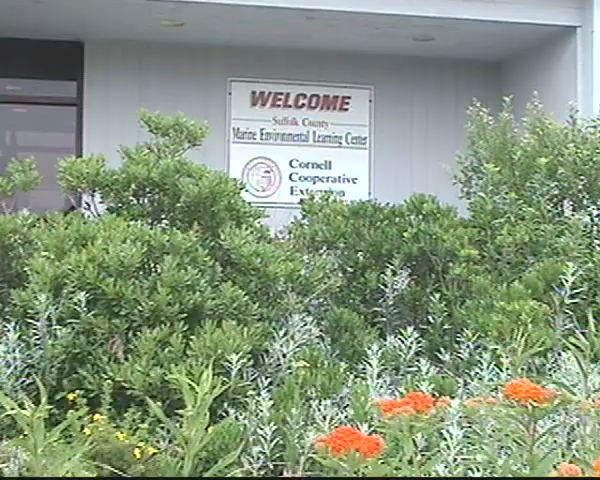 WELCOME
Suffolk County
Marine Environmental Learning Center
Cornell
Cooperative
Extension